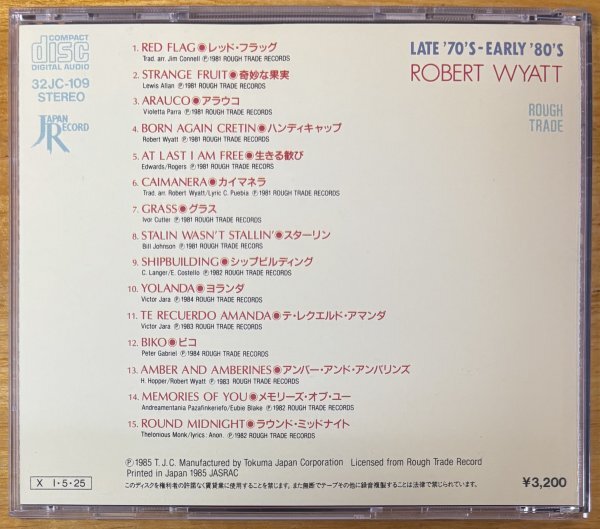 COMPACT
disc
DIGITAL AUDIO
32JC-109
STEREO
JAPAN
RECORD
LATE '70'S-EARLY '80'S
ROBERT WYATT
ROUGH
TRADE
1. RED FLAG◉レッド・フラッグ
Trad. arr. Jim Connell Ⓟ1981 ROUGH TRADE RECORDS
2. STRANGE FRUIT◉奇妙な果実
Lewis Allan Ⓟ1981 ROUGH TRADE RECORDS
3. ARAUCO◉アラウコ
Violetta Parra Ⓟ1981 ROUGH TRADE RECORDS
4. BORN AGAIN CRETIN◉ハンディキャップ
Robert Wyatt Ⓟ1981 ROUGH TRADE RECORDS
5. AT LAST I AM FREE◉生きる歓び
Edwards/Rogers Ⓟ1981 ROUGH TRADE RECORDS
6. CAIMANERA◉カイマネラ
Trad. arr. Robert Wyatt/Lyric C. Puebia Ⓟ1981 ROUGH TRADE RECORDS
7. GRASS◉グラス
Ivor Cutler Ⓟ1981 ROUGH TRADE RECORDS
8. STALIN WASN'T STALLIN'◉スターリン
Bill Johnson Ⓟ1981 ROUGH TRADE RECORDS
9. SHIPBUILDING◉シップビルディング
C. Langer/E. Costello Ⓟ1982 ROUGH TRADE RECORDS
10. YOLANDA◉ヨランダ
Victor Jara Ⓟ1984 ROUGH TRADE RECORDS
11. TE RECUERDO AMANDA◉テ・レクエルド・アマンダ
Victor Jara Ⓟ1983 ROUGH TRADE RECORDS
12. BIKO◉ビコ
Peter Gabriel Ⓟ1984 ROUGH TRADE RECORDS
13. AMBER AND AMBERINES◉アンバー・アンド・アンバリンズ
H. Hopper/Robert Wyatt Ⓟ1983 ROUGH TRADE RECORDS
14. MEMORIES OF YOU◉メモリーズ・オブ・ユー
Andreamentania Pazafinkeriefo/Eubie Blake Ⓟ1982 ROUGH TRADE RECORDS
15. ROUND MIDNIGHT◉ラウンド・ミッドナイト
Thelonious Monk/lyrics: Anon. Ⓟ1982 ROUGH TRADE RECORDS
Ⓟ1985 T. J. C. Manufactured by Tokuma Japan Corporation Licensed from Rough Trade Record
Printed in Japan 1985 JASRAC
X I・5・25
このディスクを権利者の許諾なく賃貸業に使用することを禁じます。また無断でテープその他に録音複製することは法律で禁じられています。
¥3,200